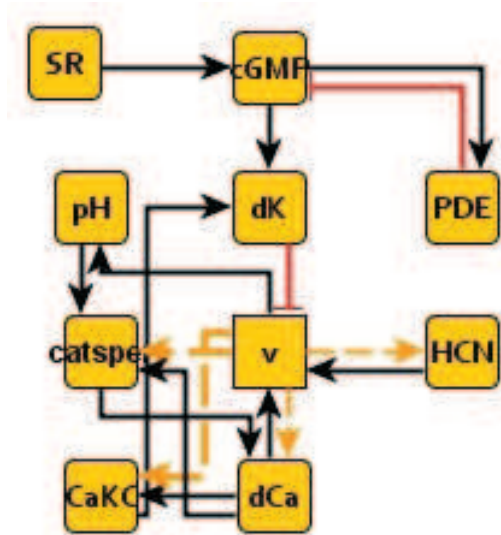 SR
cGMP
pH
dK
PDE
catspe
v
HCN
CaKC
dCa